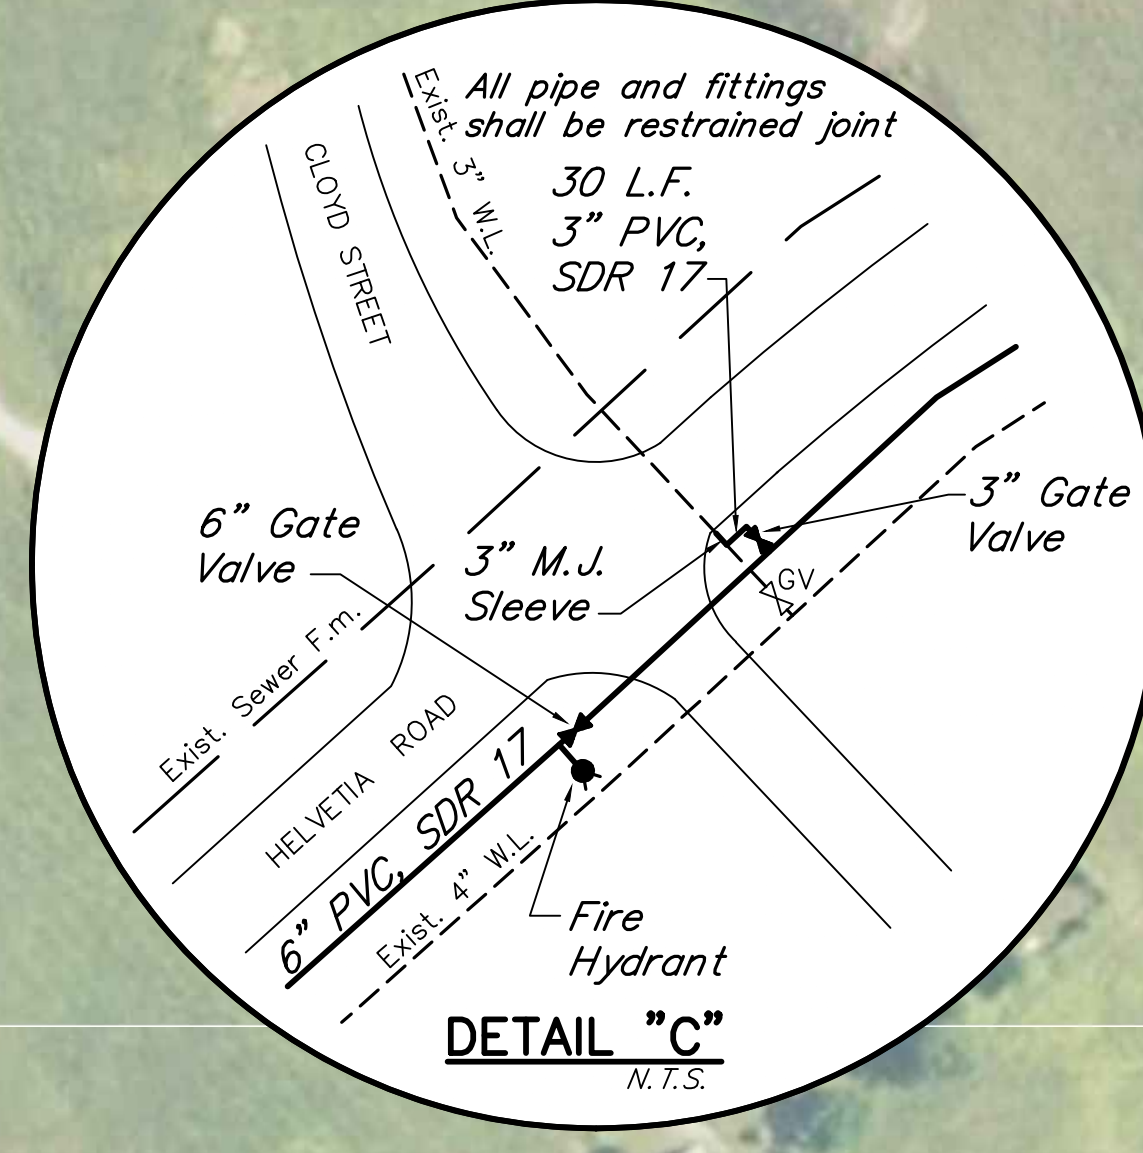 All pipe and fittings
shall be restrained joint
Exist. 3” W.L.
CLOYD STREET
30 L.F.
3” PVC,
SDR 17
6” Gate
Valve
3” M.J.
Sleeve
3” Gate
Valve
GV
Exist. Sewer F.m.
HELVETIA ROAD
6” PVC, SDR 17
Exist. 4” W.L.
Fire
Hydrant
DETAIL ”C”
N.T.S.